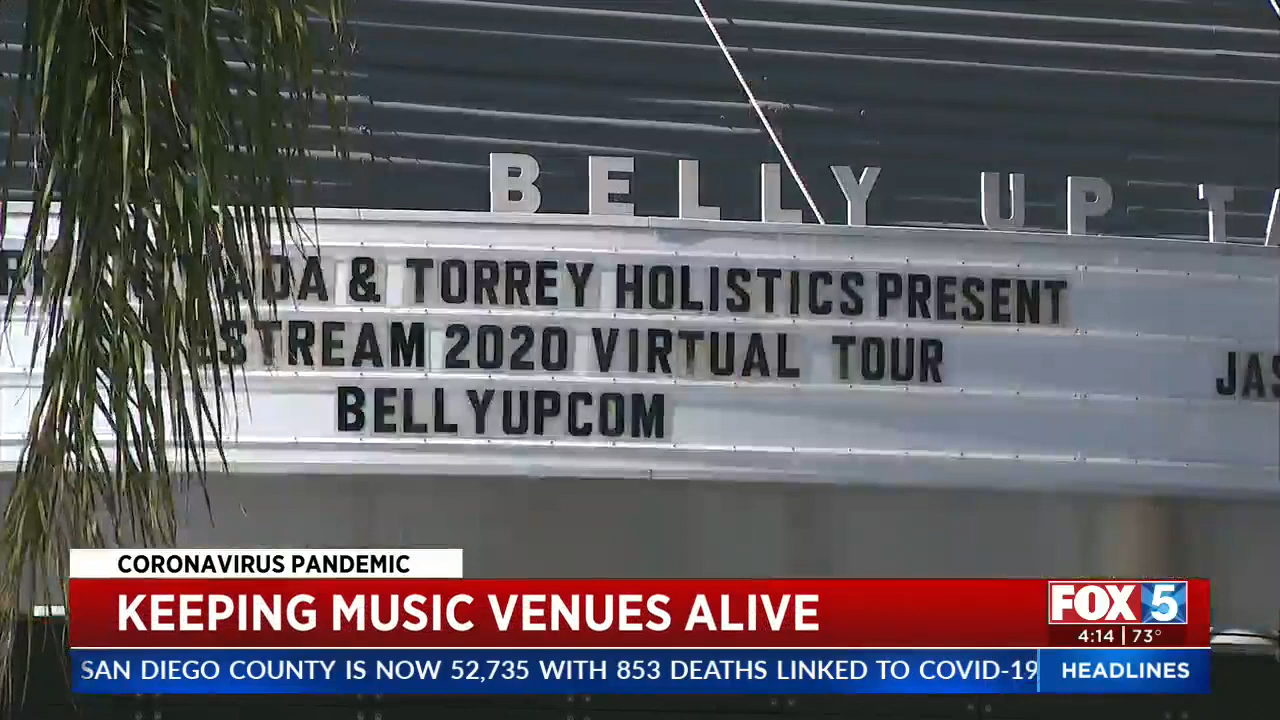 BELLY UP
& TORREY HOLISTICS PRESENT
STREAM 2020 VIRTUAL TOUR
BELLYUPCOM
CORONAVIRUS PANDEMIC
KEEPING MUSIC VENUES ALIVE
FOX 5
4:14 | 73°
SAN DIEGO COUNTY IS NOW 52,735 WITH 853 DEATHS LINKED TO COVID-19
HEADLINES